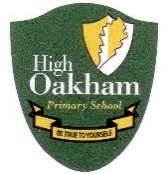 High
Oakham
Primary School
BE TRUE TO YOURSELF